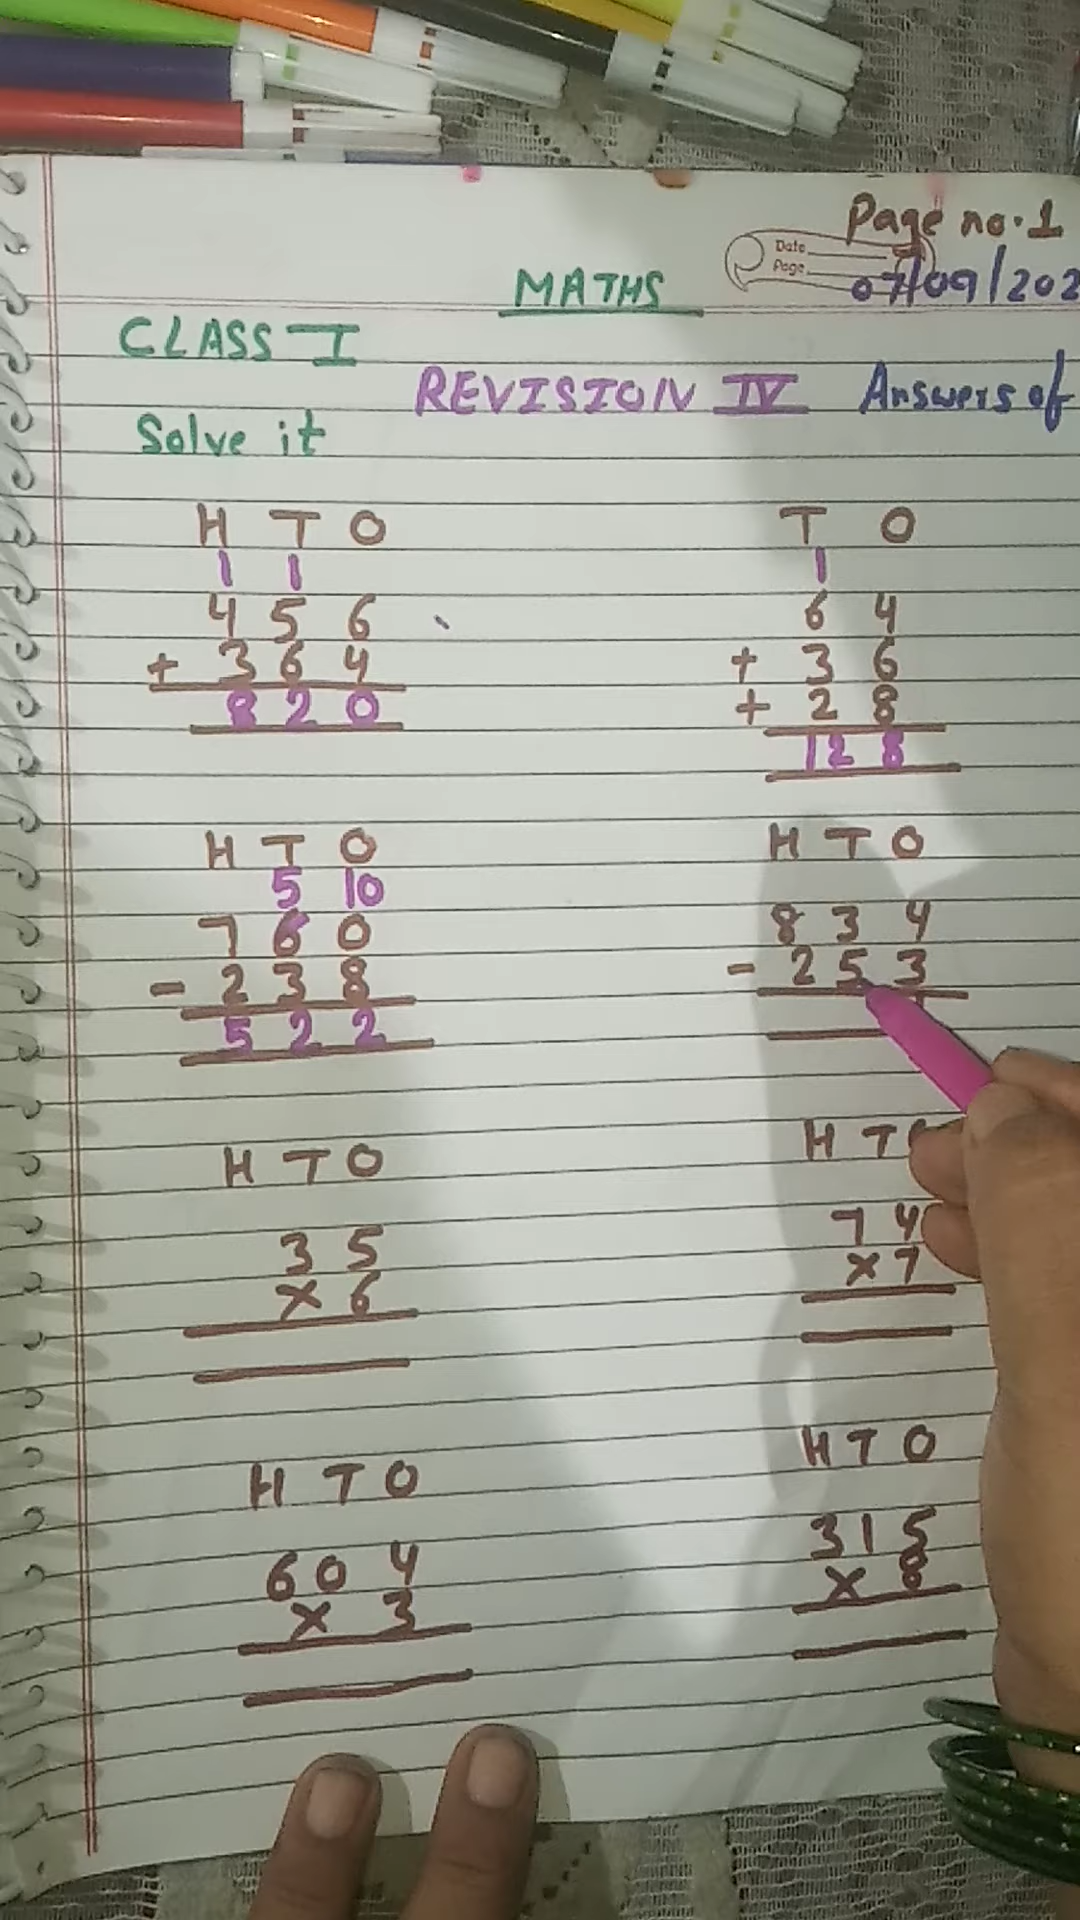 Page no.1
Date
Page
07/09/202
MATHS
CLASS I
REVISION IV Answers of
Solve it
H T O
1 1
4 5 6
+ 3 6 4
8 2 0
T O
1
6 4
+ 3 6
+ 2 8
12 8
H T O
5 10
7 6 0
- 2 3 8
5 2 2
H T O
8 3 4
- 2 5 3
H T O
3 5
× 6
H T
7 4
× 7
H T O
6 0 4
× 3
H T O
3 1 5
× 8